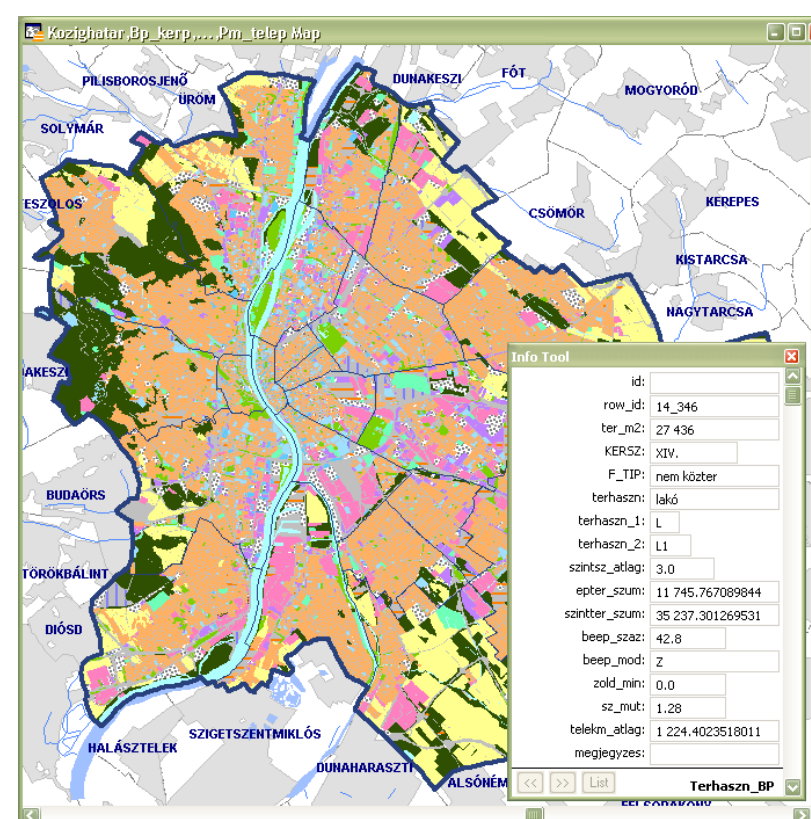 Kozighatar,Bp_kerp,...,Pm_telep Map
PILISBOROSJENŐ
ÜRÖM
DUNAKESZI
FÓT
MOGYORÓD
SOLYMÁR
CSÖMÖR
KEREPES
KISTARCSA
NAGYTARCSA
BUDAÖRS
TÖRÖKBÁLINT
DIÓSD
HALÁSZTELEK
SZIGETSZENTMIKLÓS
DUNAHARASZTI
ALSÓNÉM
Info Tool
id:
row_id: 14_346
ter_m2: 27 436
KERSZ: XIV.
F_TIP: nem közter
terhaszn: lakó
terhaszn_1: L
terhaszn_2: L1
szintsz_atlag: 3.0
epter_szum: 11 745.767089844
szintter_szum: 35 237.301269531
beep_szaz: 42.8
beep_mod: Z
zold_min: 0.0
sz_mut: 1.28
telekm_atlag: 1 224.4023518011
megjegyzes:
<< >> List Terhaszn_BP